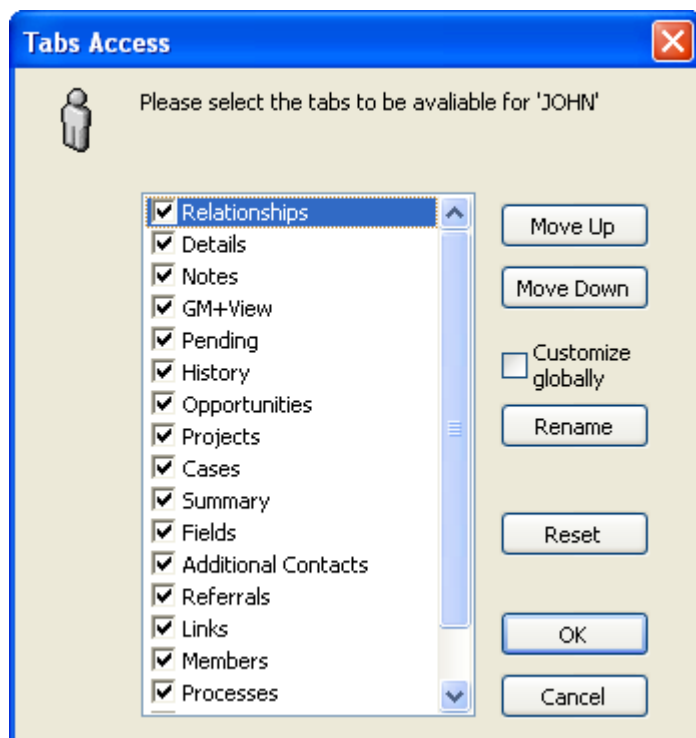 Tabs Access
Please select the tabs to be avaliable for 'JOHN'
Relationships
Details
Notes
GM+View
Pending
History
Opportunities
Projects
Cases
Summary
Fields
Additional Contacts
Referrals
Links
Members
Processes
Move Up
Move Down
Customize
globally
Rename
Reset
OK
Cancel